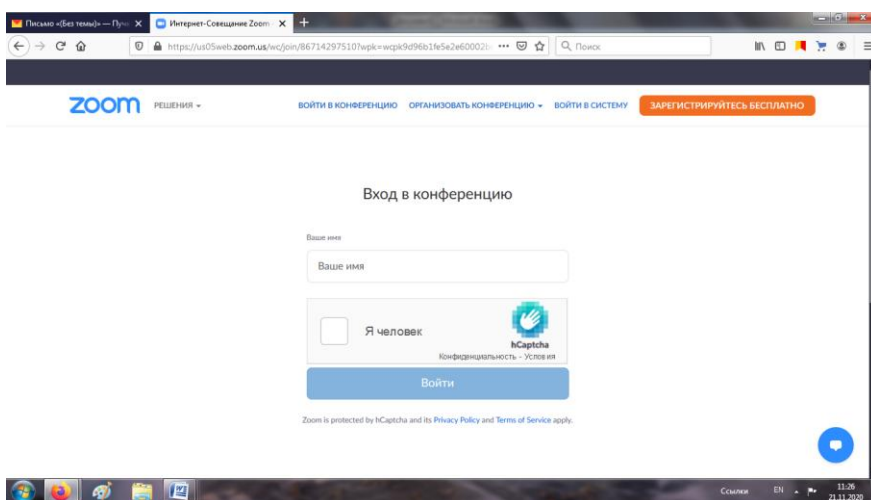 Письмо «(Без темы)» —
Интернет-Совещание Zoom
https://us05web.zoom.us/wc/join/86714297510?wpk=wcpk9d96b1fe5e2e60002b
Поиск
zoom
РЕШЕНИЯ
ВОЙТИ В КОНФЕРЕНЦИЮ
ОРГАНИЗОВАТЬ КОНФЕРЕНЦИЮ
ВОЙТИ В СИСТЕМУ
ЗАРЕГИСТРИРУЙТЕСЬ БЕСПЛАТНО
Вход в конференцию
Ваше имя
Ваше имя
Я человек
hCaptcha
Конфиденциальность - Условия
Войти
Zoom is protected by hCaptcha and its Privacy Policy and Terms of Service apply.
Ссылки
EN
11:26
21.11.2020